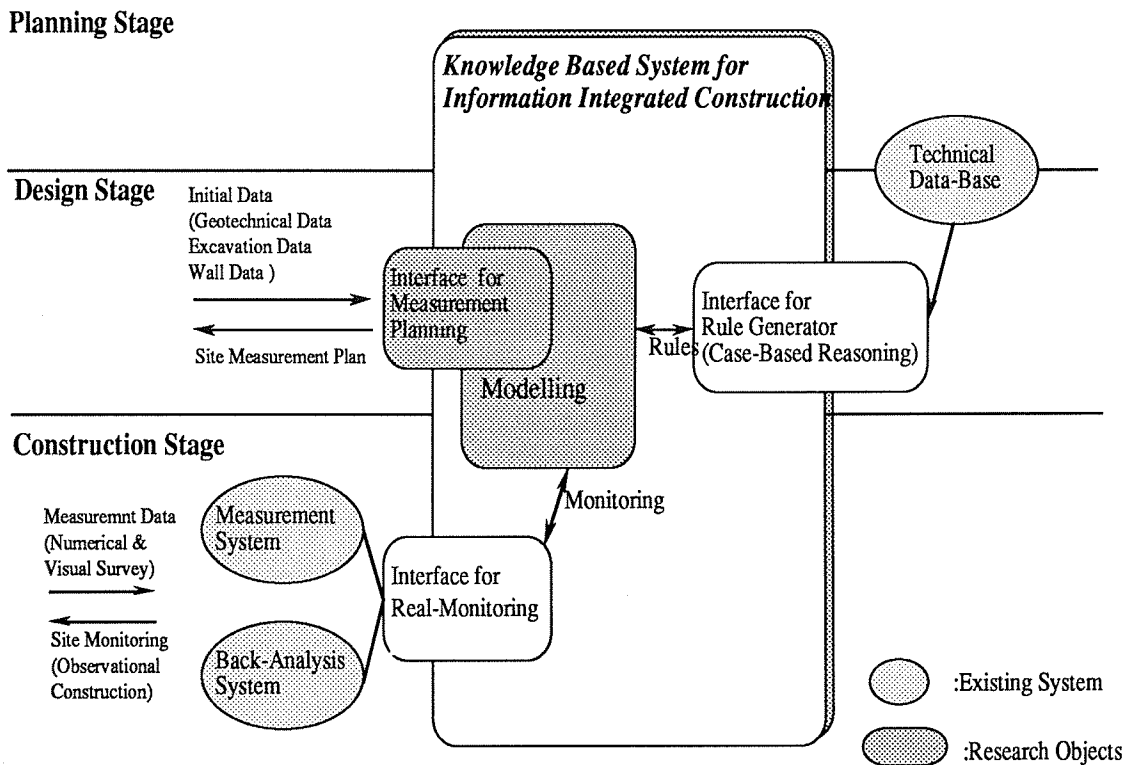 Planning Stage
Knowledge Based System for
Information Integrated Construction
Technical
Data-Base
Design Stage
Initial Data
(Geotechnical Data
Excavation Data
Wall Data )
Site Measurement Plan
Interface for
Measurement
Planning
Modelling
Rules
Interface for
Rule Generator
(Case-Based Reasoning)
Construction Stage
Monitoring
Measuremnt Data
(Numerical &
Visual Survey)
Site Monitoring
(Observational
Construction)
Measurement
System
Back-Analysis
System
Interface for
Real-Monitoring
:Existing System
:Research Objects